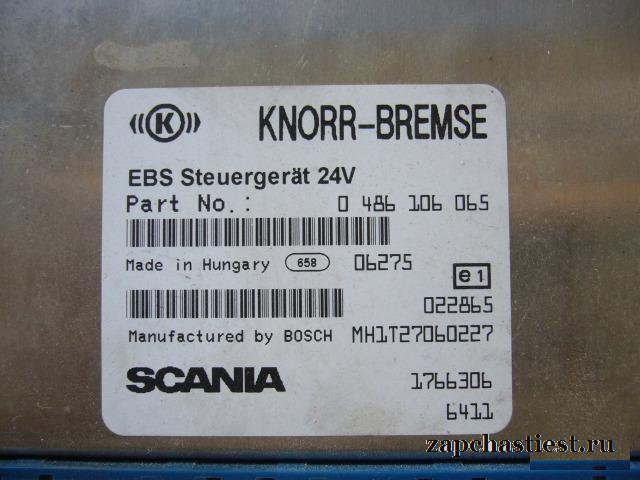 K KNORR-BREMSE
EBS Steuergerät 24V
Part No.: 0 486 106 065
Made in Hungary 658 06275
e1
022865
Manufactured by BOSCH MH1T27060227
SCANIA 1766306
6411
zapchastiest.ru